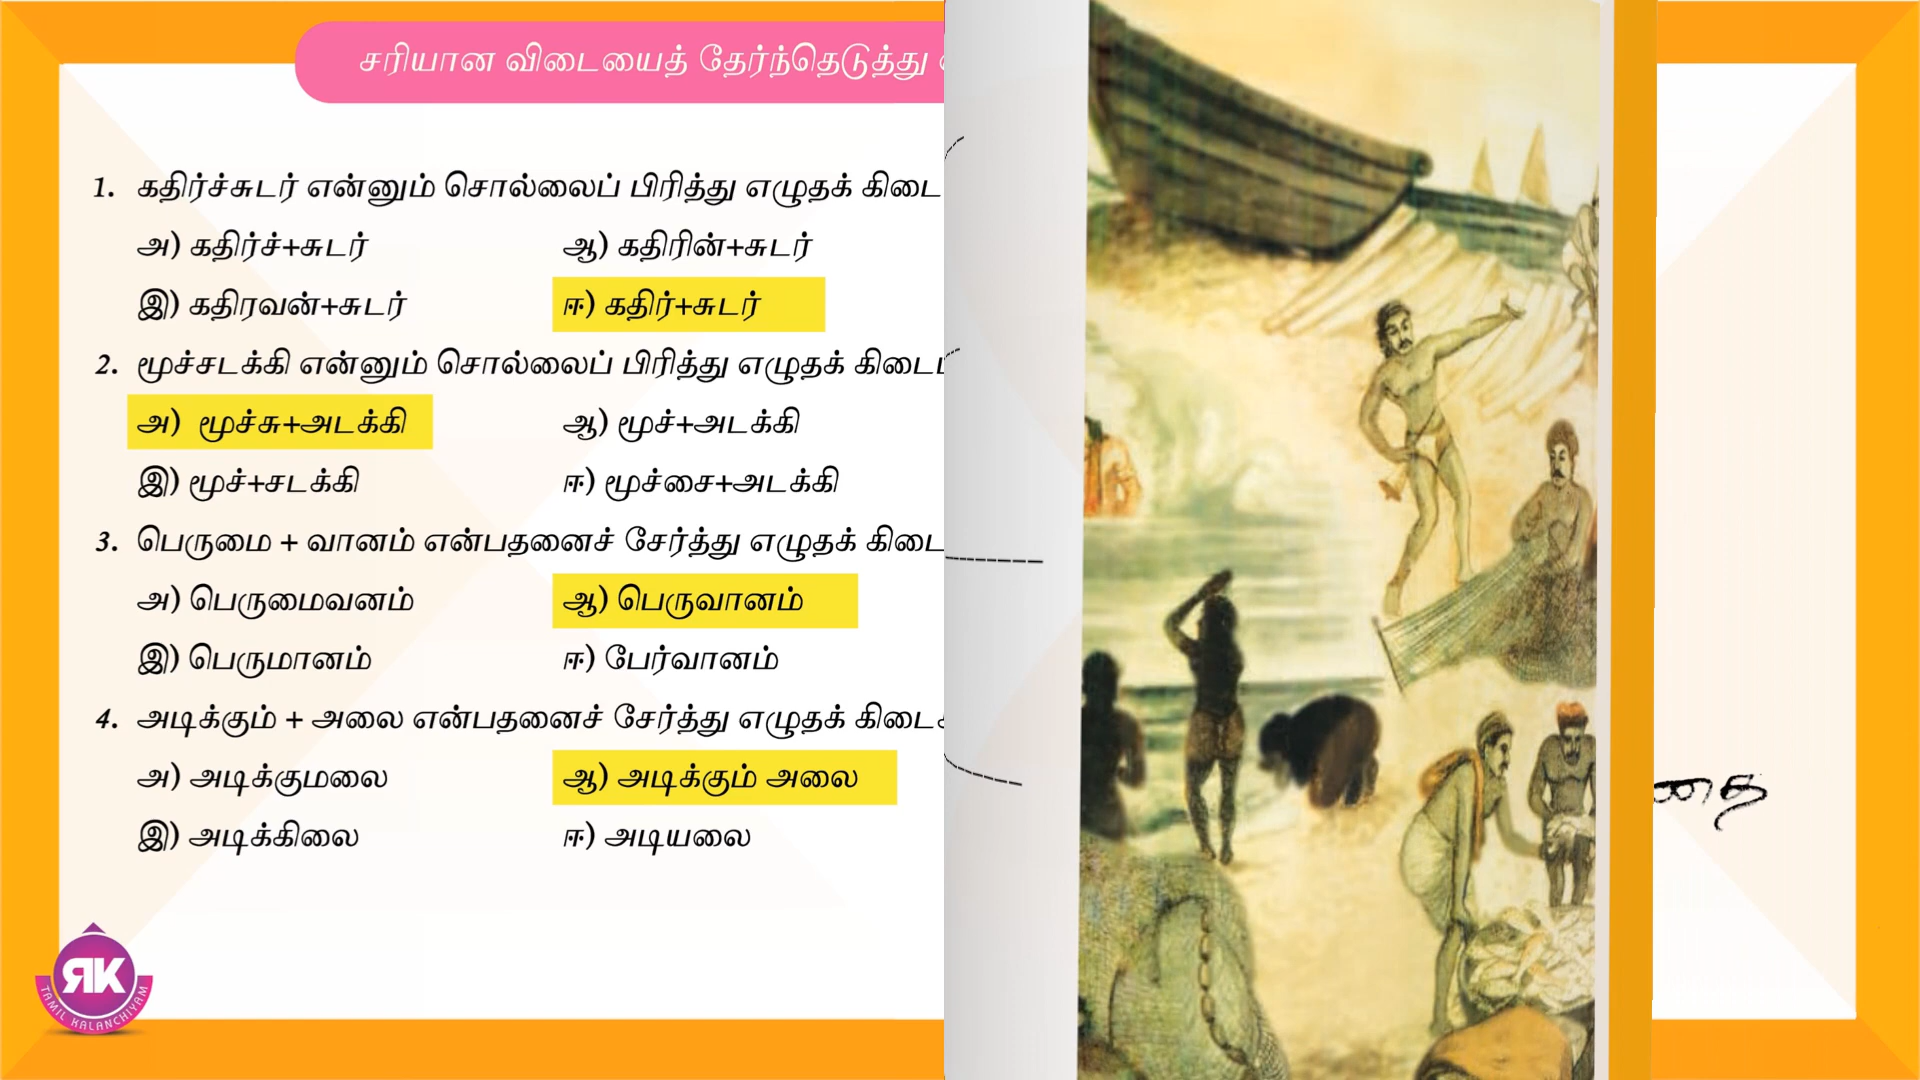 சரியான விடையைத் தேர்ந்தெடுத்து
1. கதிர்ச்சுடர் என்னும் சொல்லைப் பிரித்து எழுதக் கிடை
அ) கதிர்ச்+சுடர் ஆ) கதிரின்+சுடர்
இ) கதிரவன்+சுடர் ஈ) கதிர்+சுடர்
2. மூச்சடக்கி என்னும் சொல்லைப் பிரித்து எழுதக் கிடை
அ) மூச்சு+அடக்கி ஆ) மூச்+அடக்கி
இ) மூச்+சடக்கி ஈ) மூச்சை+அடக்கி
3. பெருமை + வானம் என்பதனைச் சேர்த்து எழுதக் கிடை
அ) பெருமைவனம் ஆ) பெருவானம்
இ) பெருமானம் ஈ) பேர்வானம்
4. அடிக்கும் + அலை என்பதனைச் சேர்த்து எழுதக் கிடை
அ) அடிக்குமலை ஆ) அடிக்கும் அலை
இ) அடிக்கிலை ஈ) அடியலை
தை
RK
TAMIL KALANCHIYAM